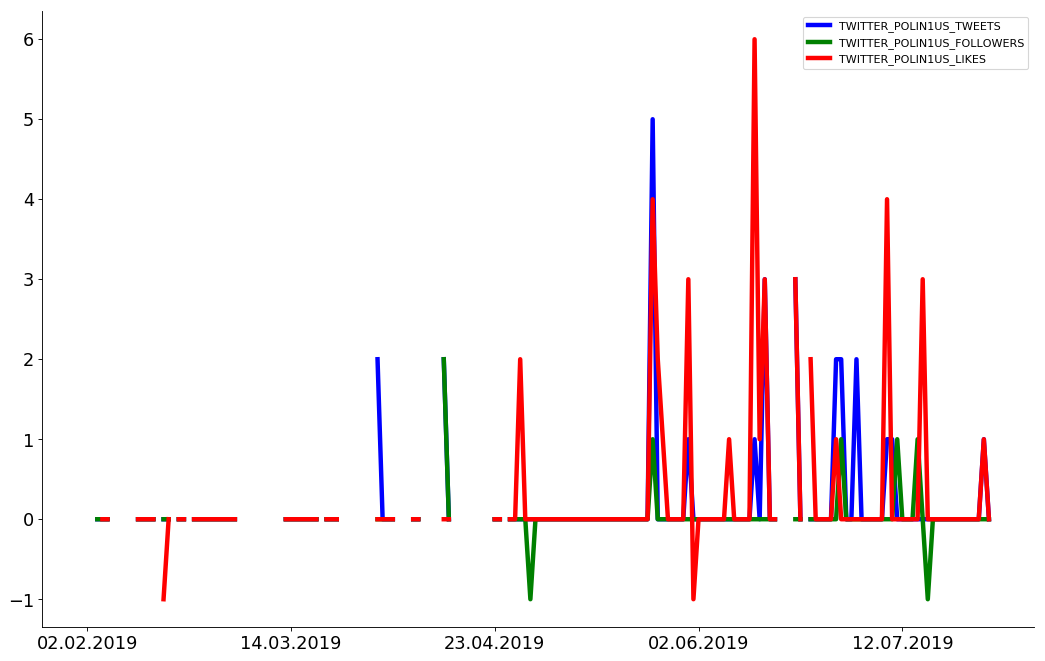 TWITTER_POLIN1US_TWEETS
TWITTER_POLIN1US_FOLLOWERS
TWITTER_POLIN1US_LIKES
6
5
4
3
2
1
0
−1
02.02.2019 14.03.2019 23.04.2019 02.06.2019 12.07.2019